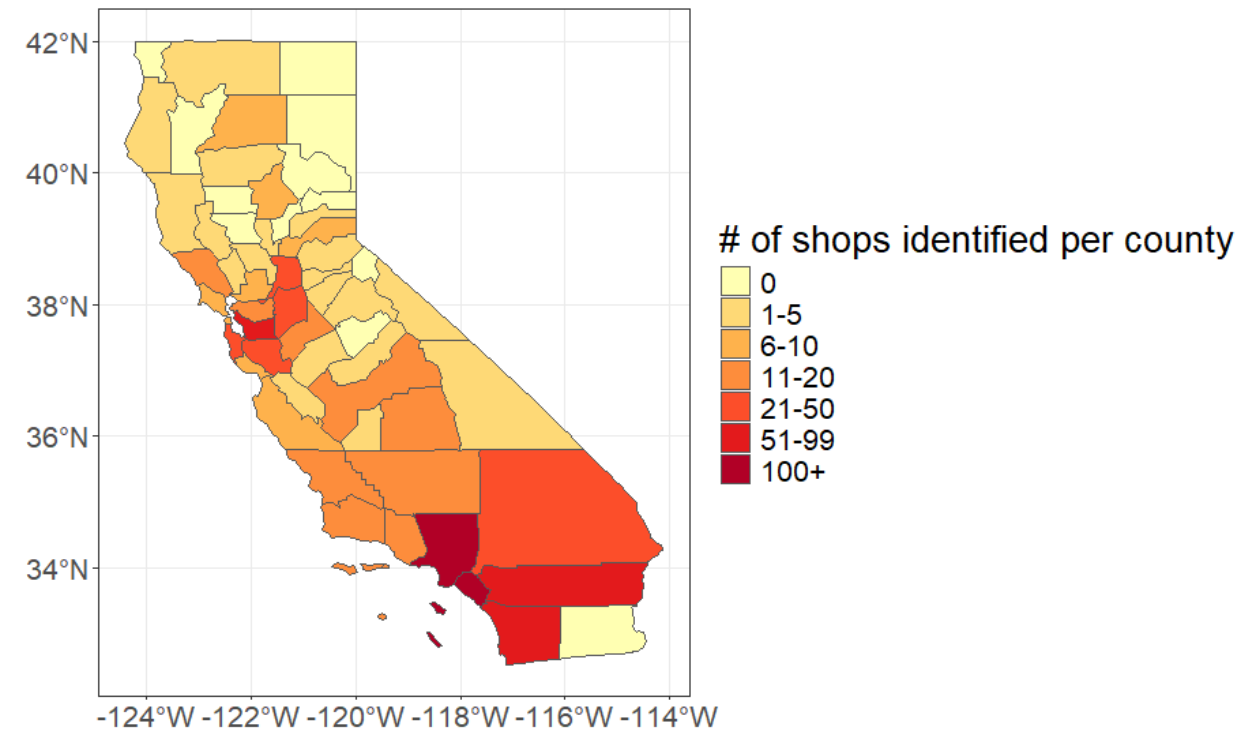 42°N
40°N
38°N
36°N
34°N
-124°W -122°W -120°W -118°W -116°W -114°W
# of shops identified per county
0
1-5
6-10
11-20
21-50
51-99
100+